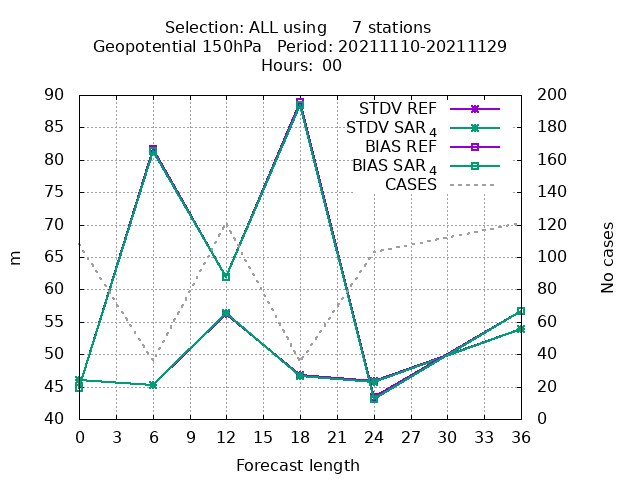 Selection: ALL using 7 stations
Geopotential 150hPa Period: 20211110-20211129
Hours: 00
90 200
STDV REF
85 180
STDV SAR 4
BIAS REF
80 160
BIAS SAR 4
CASES
75 140
70 120
65 100
60 80
55 60
50 40
45 20
40 0
m
No cases
0 3 6 9 12 15 18 21 24 27 30 33 36
Forecast length